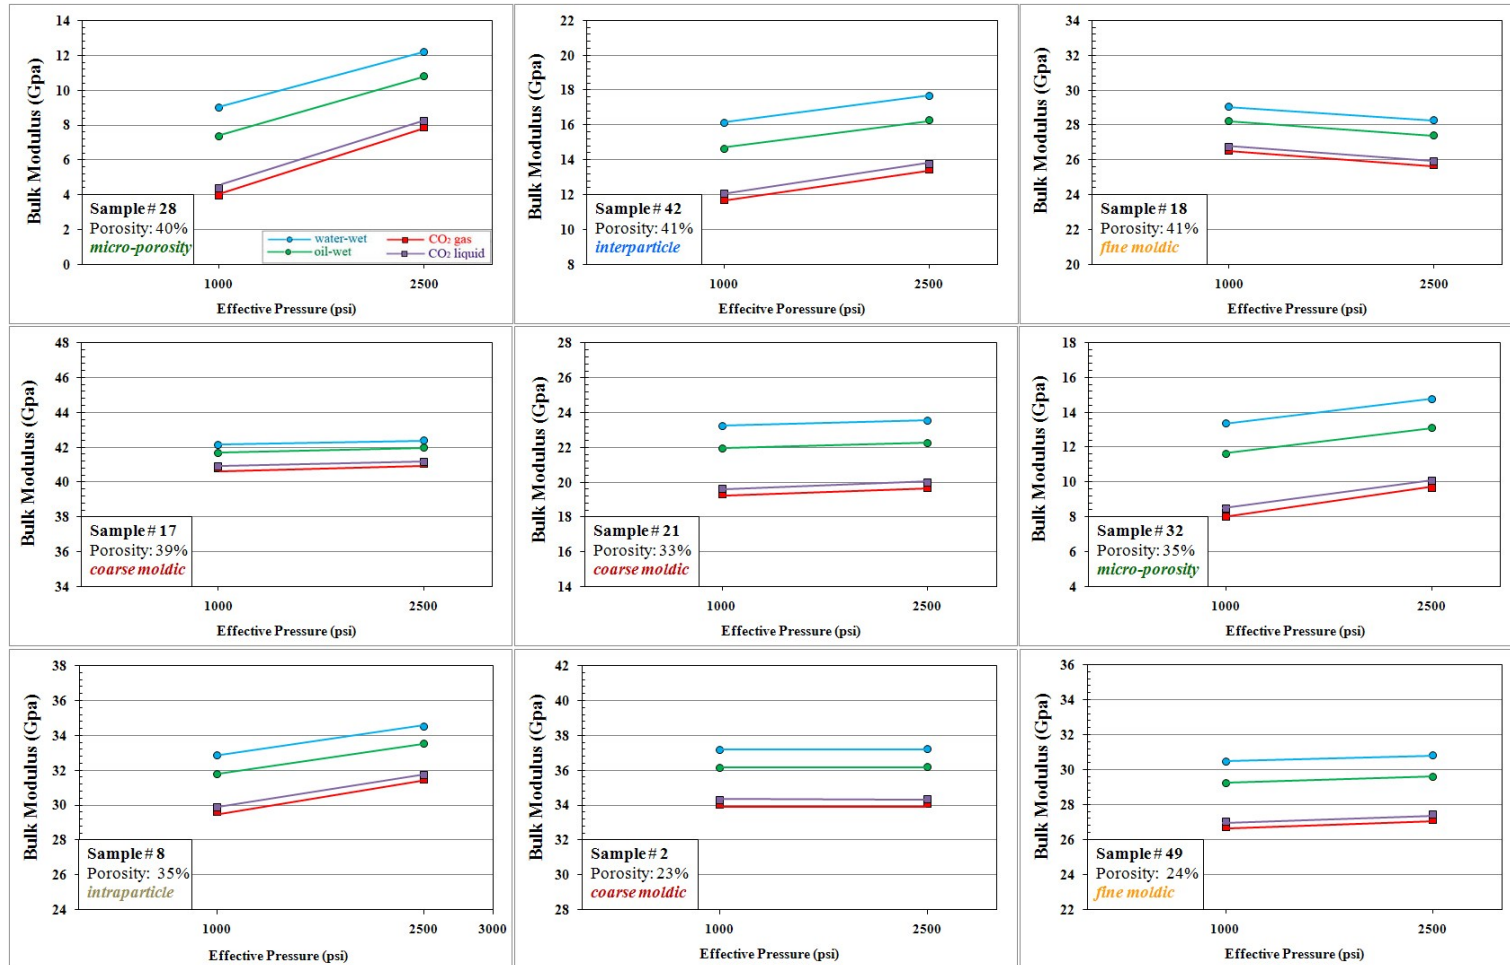 Bulk Modulus (Gpa)
14
12
10
8
6
4
2
0
Sample # 28
Porosity: 40%
micro-porosity
water-wet
CO₂ gas
oil-wet
CO₂ liquid
1000
2500
Effective Pressure (psi)
Bulk Modulus (Gpa)
22
20
18
16
14
12
10
8
Sample # 42
Porosity: 41%
interparticle
1000
2500
Effecitve Poressure (psi)
Bulk Modulus (Gpa)
34
32
30
28
26
24
22
20
Sample # 18
Porosity: 41%
fine moldic
1000
2500
Effective Pressure (psi)
Bulk Modulus (Gpa)
48
46
44
42
40
38
36
34
Sample # 17
Porosity: 39%
coarse moldic
1000
2500
Effective Pressure (psi)
Bulk Modulus (Gpa)
28
26
24
22
20
18
16
14
Sample # 21
Porosity: 33%
coarse moldic
1000
2500
Effective Pressure (psi)
Bulk Modulus (Gpa)
18
16
14
12
10
8
6
4
Sample # 32
Porosity: 35%
micro-porosity
1000
2500
Effective Pressure (psi)
Bulk Modulus (Gpa)
38
36
34
32
30
28
26
24
Sample # 8
Porosity: 35%
intraparticle
1000
2500
3000
Effective Pressure (psi)
Bulk Modulus (Gpa)
42
40
38
36
34
32
30
28
Sample # 2
Porosity: 23%
coarse moldic
1000
2500
Effective Pressure (psi)
Bulk Modulus (Gpa)
36
34
32
30
28
26
24
22
Sample # 49
Porosity: 24%
fine moldic
1000
2500
Effective Pressure (psi)